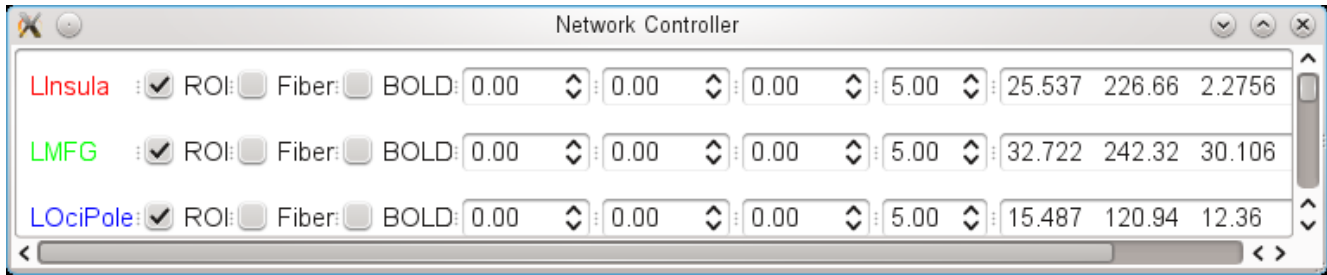 Network Controller
LInsula ROI: Fiber: BOLD: 0.00 0.00 0.00 5.00 25.537 226.66 2.2756
LMFG ROI: Fiber: BOLD: 0.00 0.00 0.00 5.00 32.722 242.32 30.106
LOciPole ROI: Fiber: BOLD: 0.00 0.00 0.00 5.00 15.487 120.94 12.36